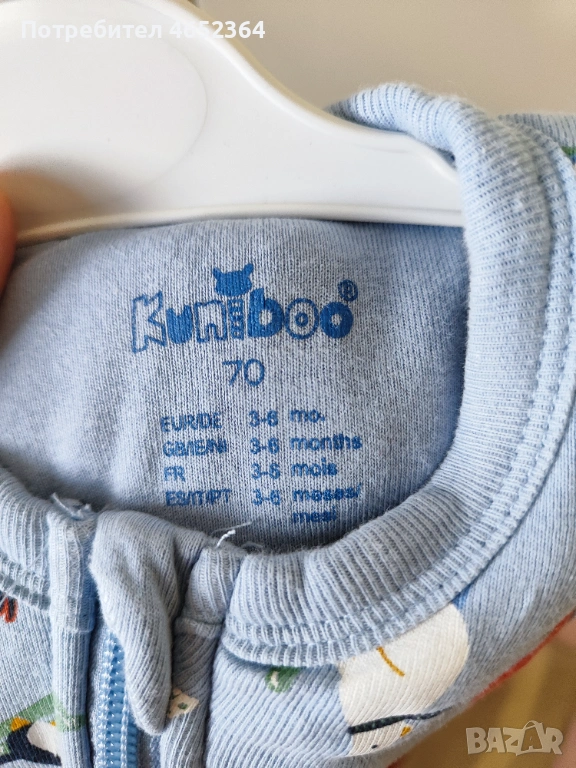 Потребител 4652364
Kuniboo®
70
EUR/DE 3-6 mo.
GB/IE/NI 3-6 months
FR 3-6 mois
ES/IT/PT 3-6 meses/
mesi
BAZAR